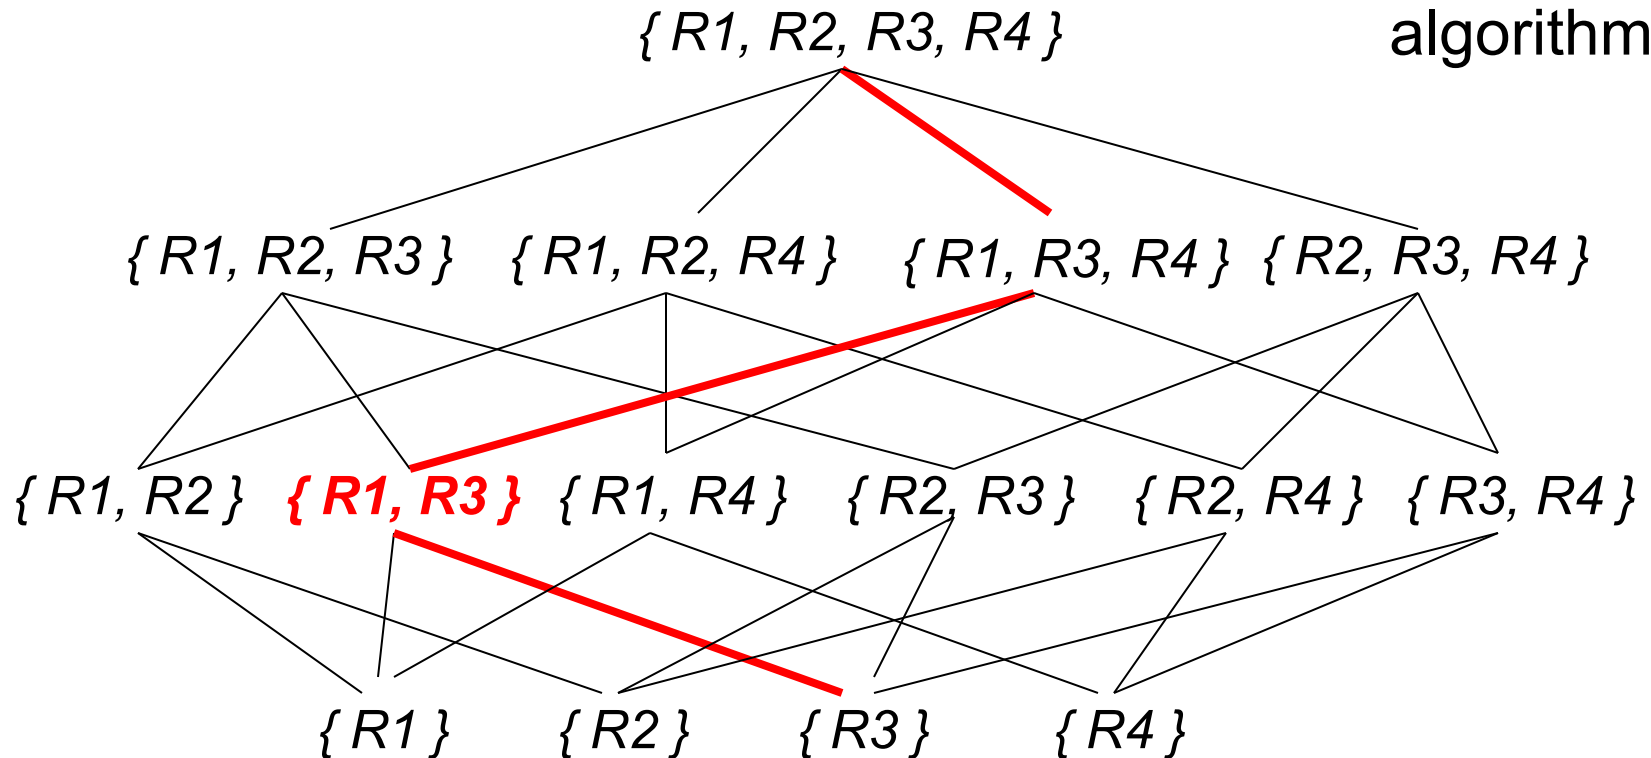 { R1, R2, R3, R4 } algorithm
{ R1, R2, R3 } { R1, R2, R4 } { R1, R3, R4 } { R2, R3, R4 }
{ R1, R2 } { R1, R3 } { R1, R4 } { R2, R3 } { R2, R4 } { R3, R4 }
{ R1 } { R2 } { R3 } { R4 }